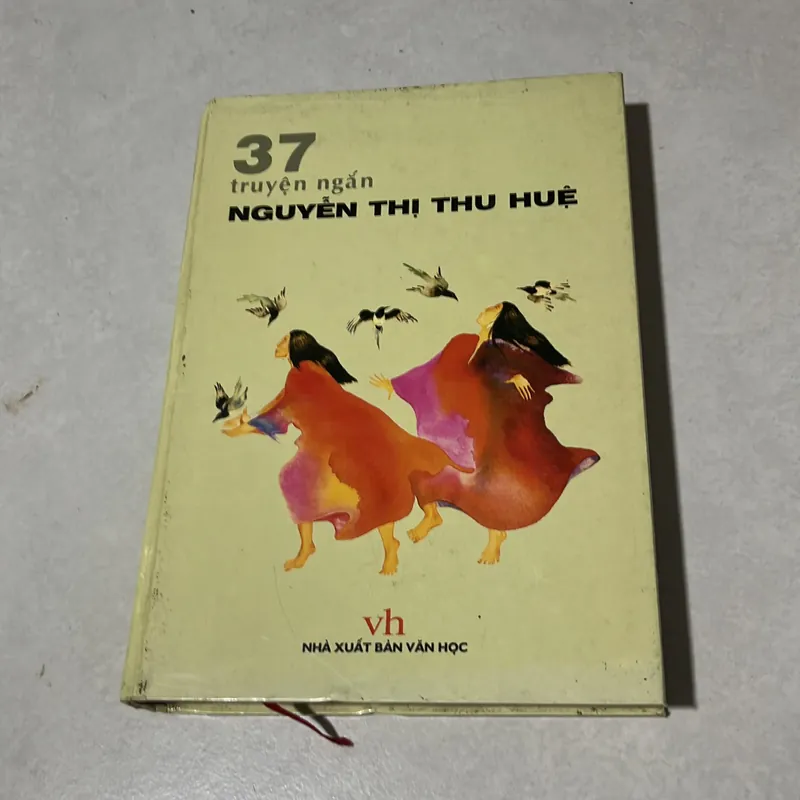 37
truyện ngắn
NGUYỄN THỊ THU HUỆ
vh
NHÀ XUẤT BẢN VĂN HỌC